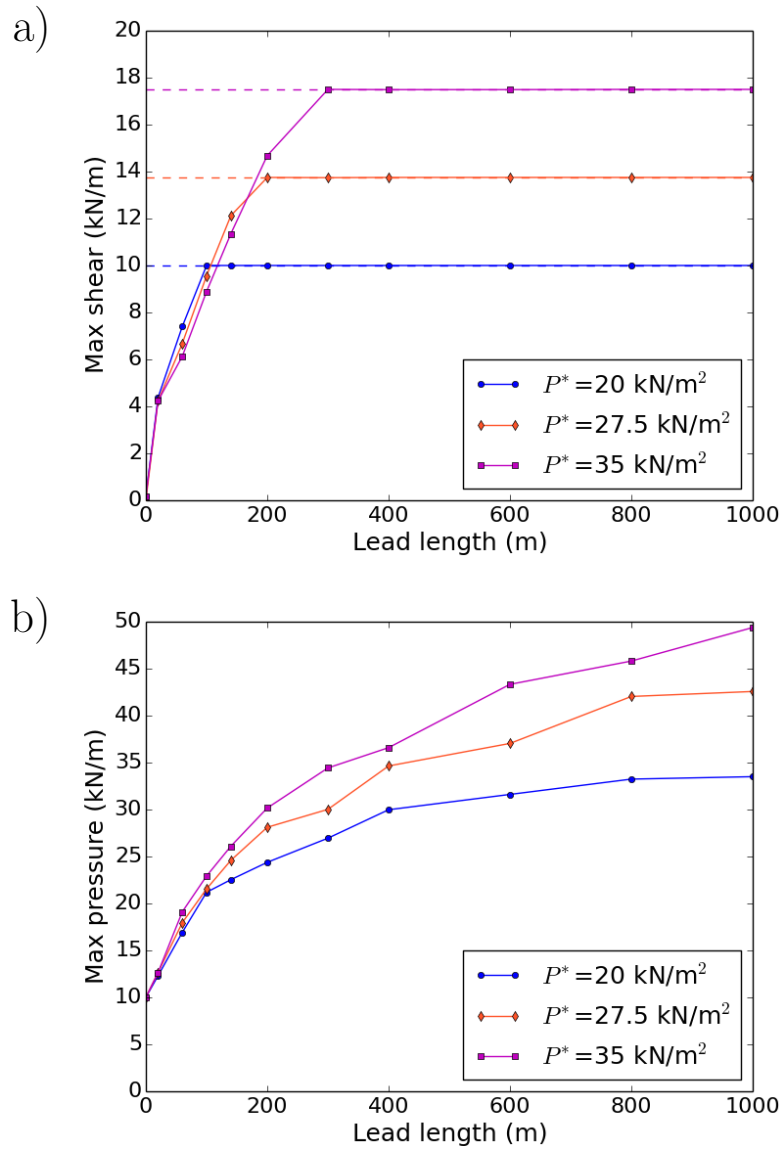 a)
20
18
16
14
12
10
8
6
4
2
0
Max shear (kN/m)
P*=20 kN/m²
P*=27.5 kN/m²
P*=35 kN/m²
0 200 400 600 800 1000
Lead length (m)
b)
50
45
40
35
30
25
20
15
10
5
0
Max pressure (kN/m)
P*=20 kN/m²
P*=27.5 kN/m²
P*=35 kN/m²
0 200 400 600 800 1000
Lead length (m)